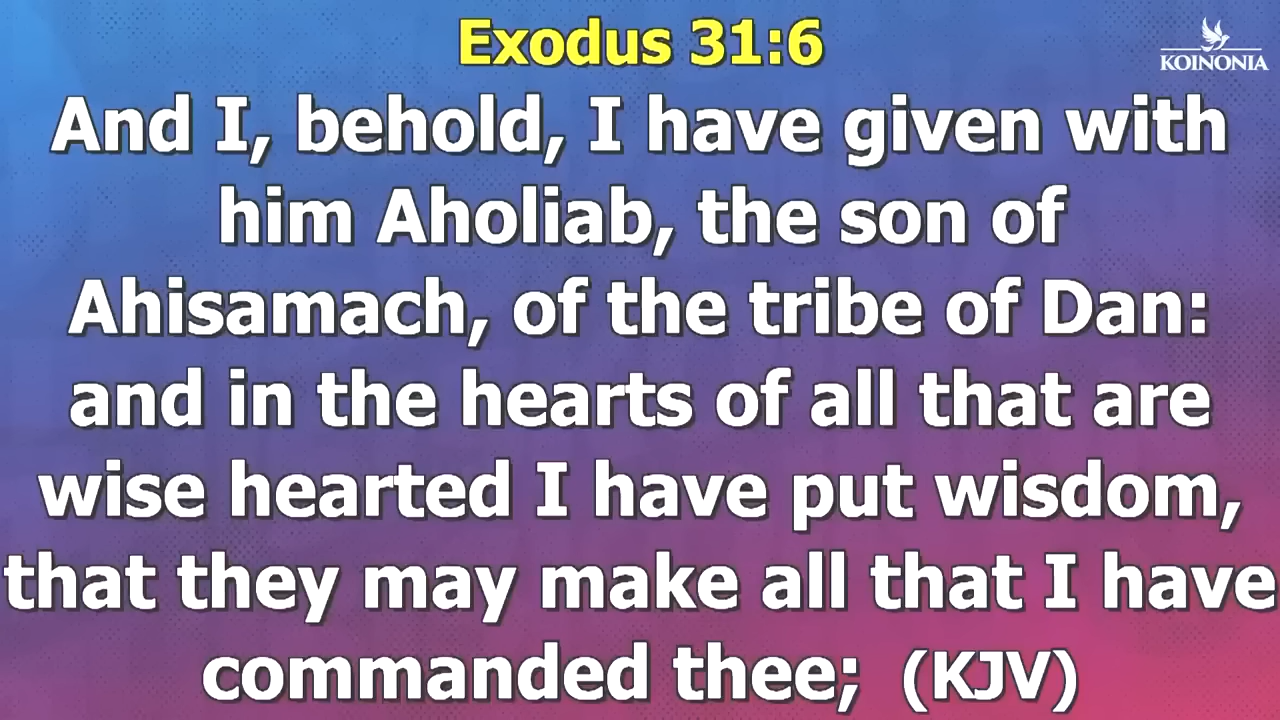 Exodus 31:6
KOINONIA
And I, behold, I have given with
him Aholiab, the son of
Ahisamach, of the tribe of Dan:
and in the hearts of all that are
wise hearted I have put wisdom,
that they may make all that I have
commanded thee; (KJV)